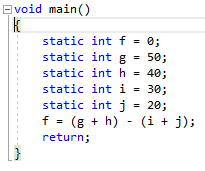 void main()
{
    static int f = 0;
    static int g = 50;
    static int h = 40;
    static int i = 30;
    static int j = 20;
    f = (g + h) - (i + j);
    return;
}